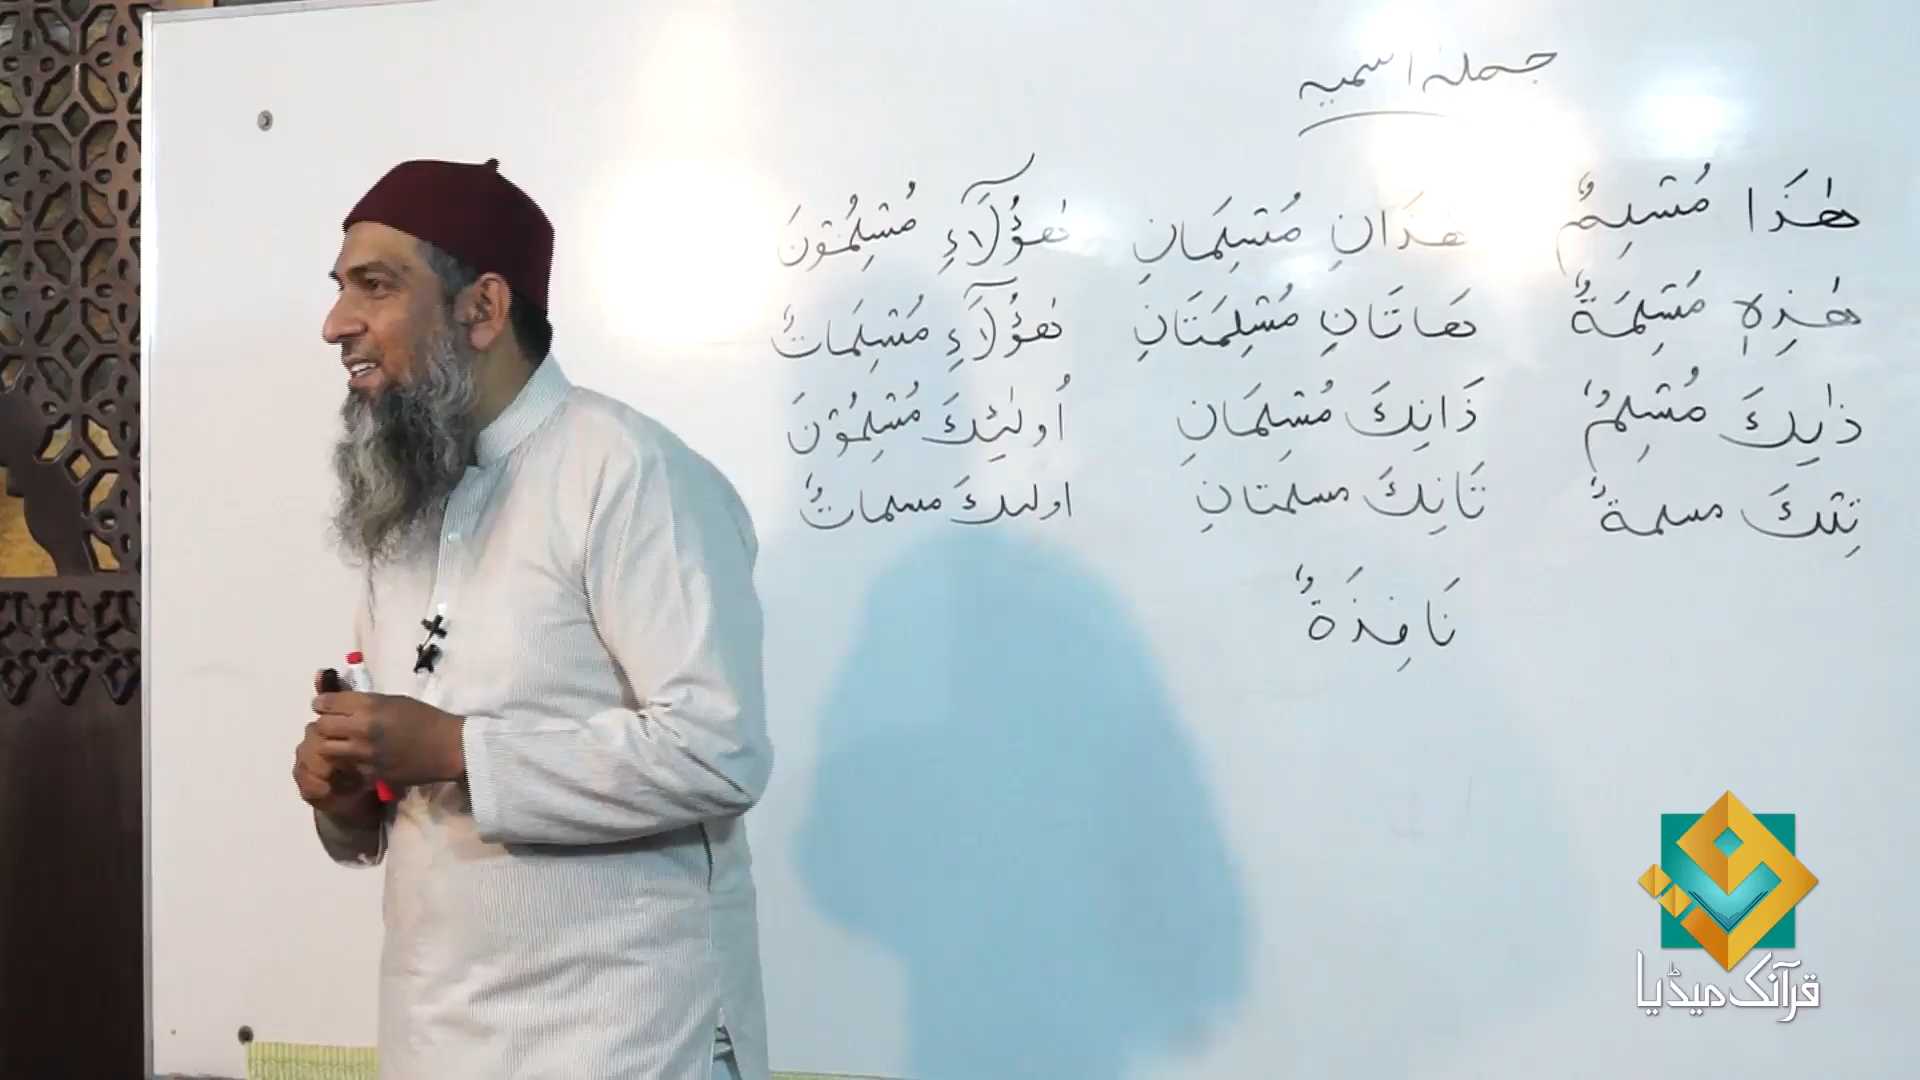 جملہ اسمیہ
هٰذَا مُسْلِمٌ هٰذَانِ مُسْلِمَانِ هٰؤُلَآءِ مُسْلِمُوْنَ
هٰذِهٖ مُسْلِمَةٌ هَاتَانِ مُسْلِمَتَانِ هٰؤُلَآءِ مُسْلِمَاتٌ
ذٰلِكَ مُسْلِمٌ ذَانِكَ مُسْلِمَانِ اُولٰئِكَ مُسْلِمُوْنَ
تِلْكَ مسلمةٌ تَانِكَ مسلمتانِ اولىكَ مسلماتٌ
نَافِذَةٌ
قرآنک میڈیا